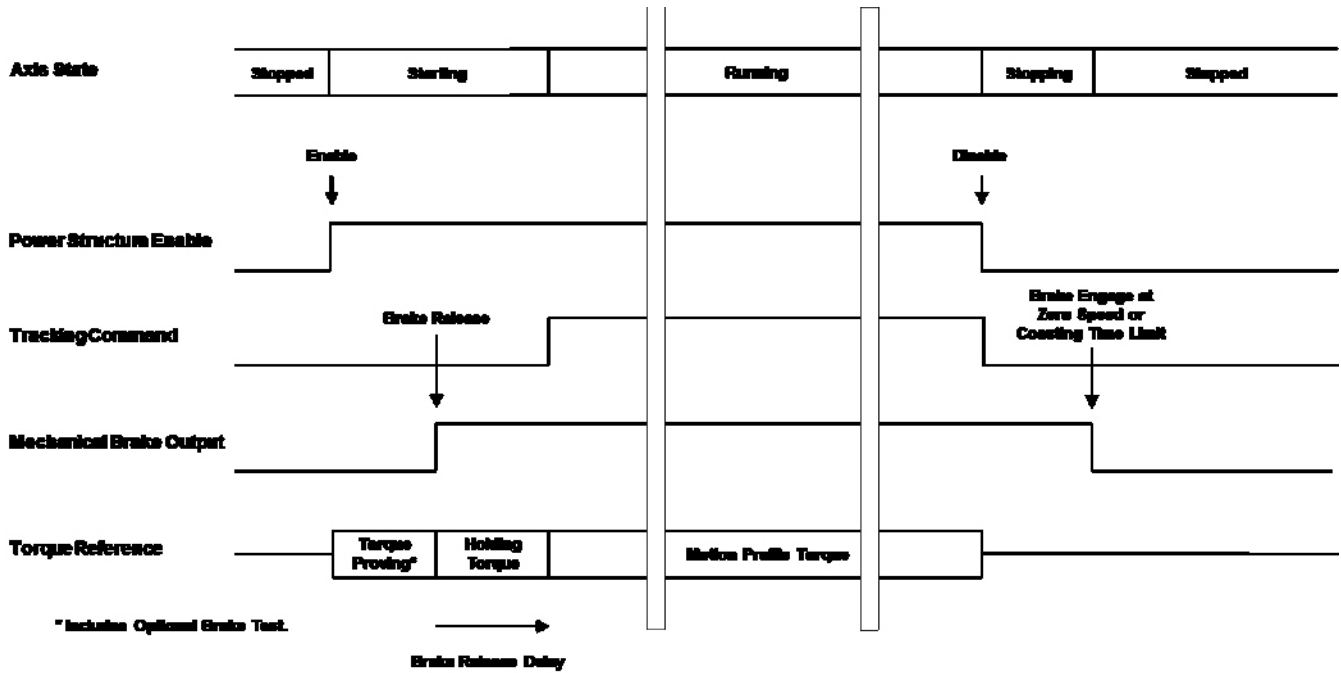 Axis State
Stopped
Starting
Running
Stopping
Stopped
Enable
Disable
Power Structure Enable
Brake Release
Brake Engage at
Zero Speed or
Coasting Time Limit
Tracking Command
Mechanical Brake Output
Torque Reference
Torque
Proving*
Holding
Torque
Motion Profile Torque
* Includes Optional Brake Test.
Brake Release Delay